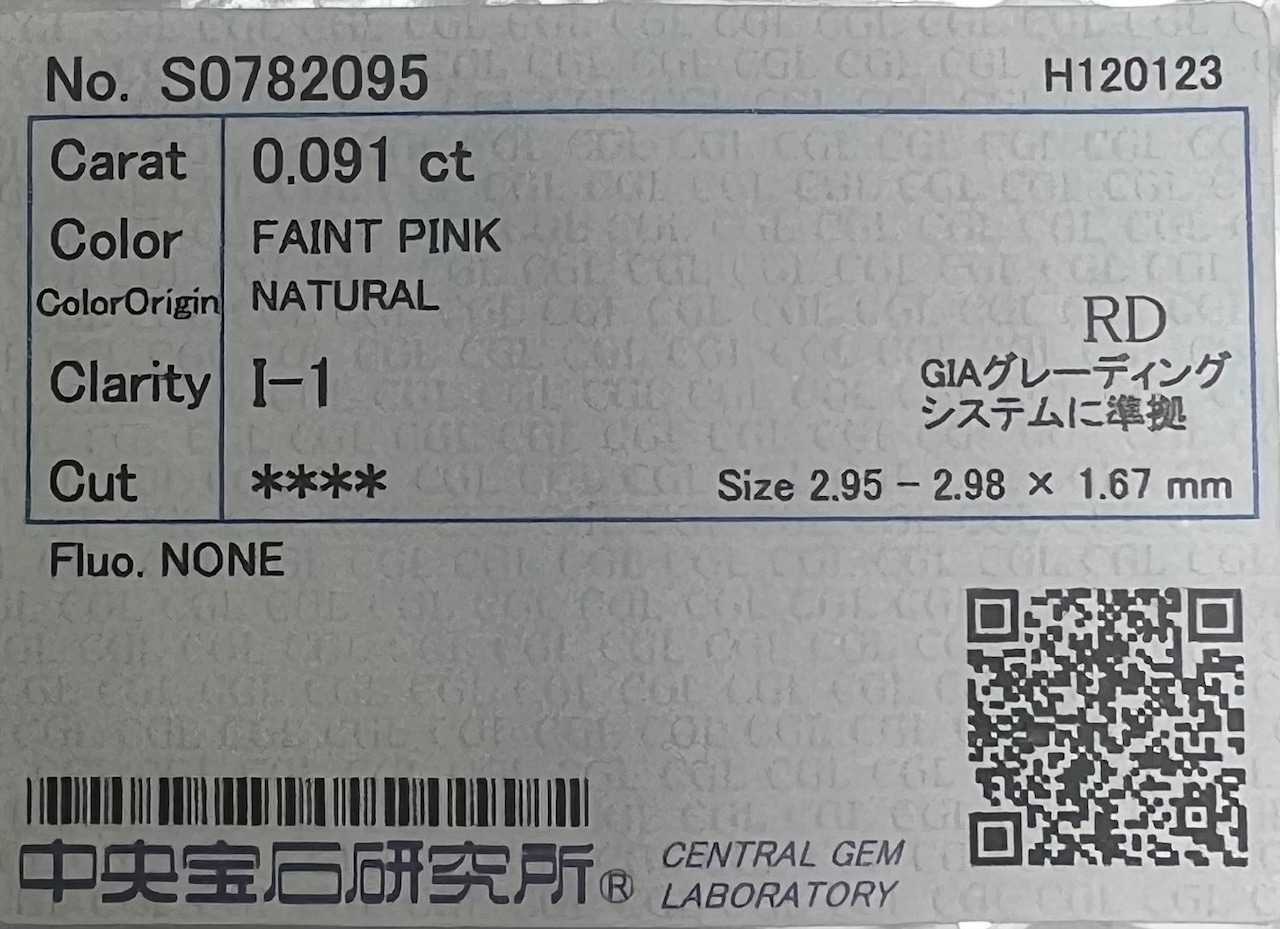 No. S0782095 H120123
Carat 0.091 ct
Color FAINT PINK
ColorOrigin NATURAL
RD
Clarity I-1 GIAグレーディング
システムに準拠
Cut **** Size 2.95 - 2.98 × 1.67 mm
Fluo. NONE
中央宝石研究所® CENTRAL GEM
LABORATORY